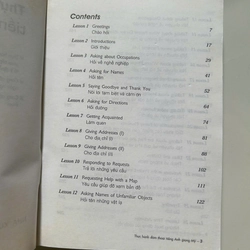 Contents
Lesson 1 Greetings
Chào hỏi 7
Lesson 2 Introductions
Giới thiệu 17
Lesson 3 Asking about Occupations
Hỏi về nghề nghiệp 28
Lesson 4 Asking for Names
Hỏi tên 41
Lesson 5 Saying Goodbye and Thank You
Nói lời tạm biệt và cảm ơn 52
Lesson 6 Asking for Directions
Hỏi đường 64
Lesson 7 Getting Acquainted
Làm quen 74
Lesson 8 Giving Addresses (I)
Cho địa chỉ (I) 86
Lesson 9 Giving Addresses (II)
Cho địa chỉ (II)
Lesson 10 Responding to Requests
Trả lời những yêu cầu
Lesson 11 Requesting Help with a Map
Yêu cầu giúp đỡ xem bản đồ
Lesson 12 Asking Names of Unfamiliar Objects
Hỏi tên những vật lạ 122